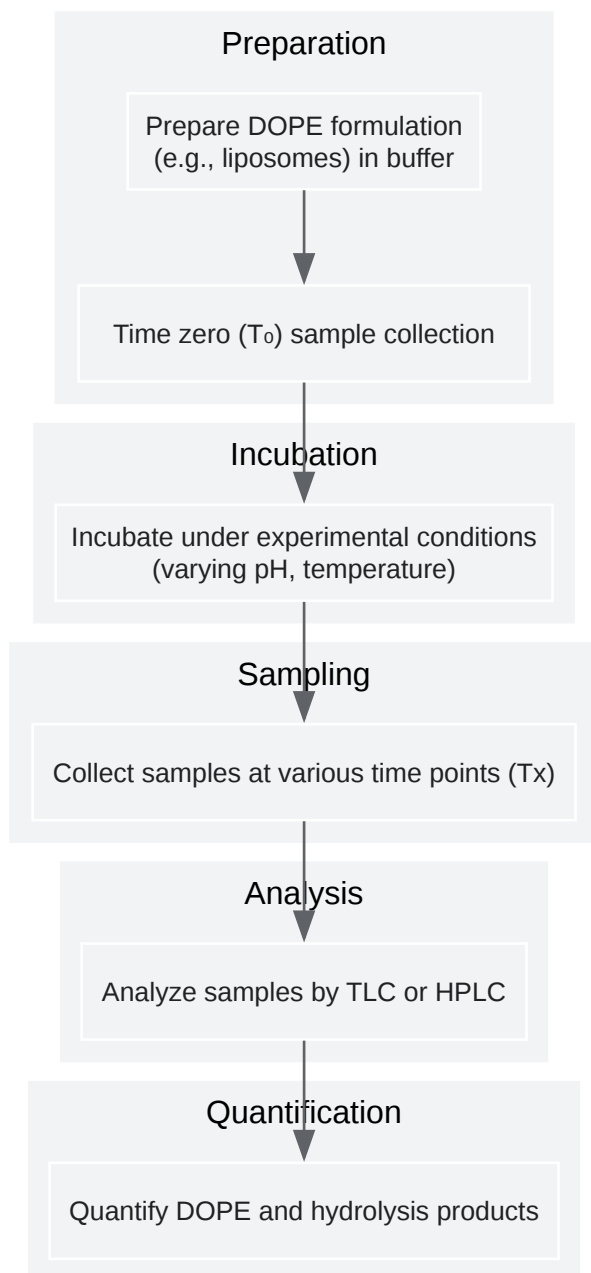 Preparation
Prepare DOPE formulation
(e.g., liposomes) in buffer
Time zero (T₀) sample collection
Incubation
Incubate under experimental conditions
(varying pH, temperature)
Sampling
Collect samples at various time points (Tx)
Analysis
Analyze samples by TLC or HPLC
Quantification
Quantify DOPE and hydrolysis products